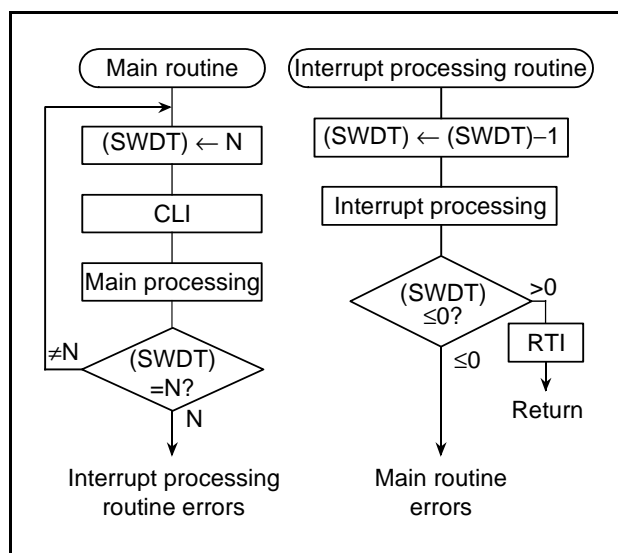 Main routine
(SWDT) ← N
CLI
Main processing
(SWDT)
=N?
≠N
N
Interrupt processing
routine errors
Interrupt processing routine
(SWDT) ← (SWDT)−1
Interrupt processing
(SWDT)
≤0?
>0
RTI
Return
≤0
Main routine
errors